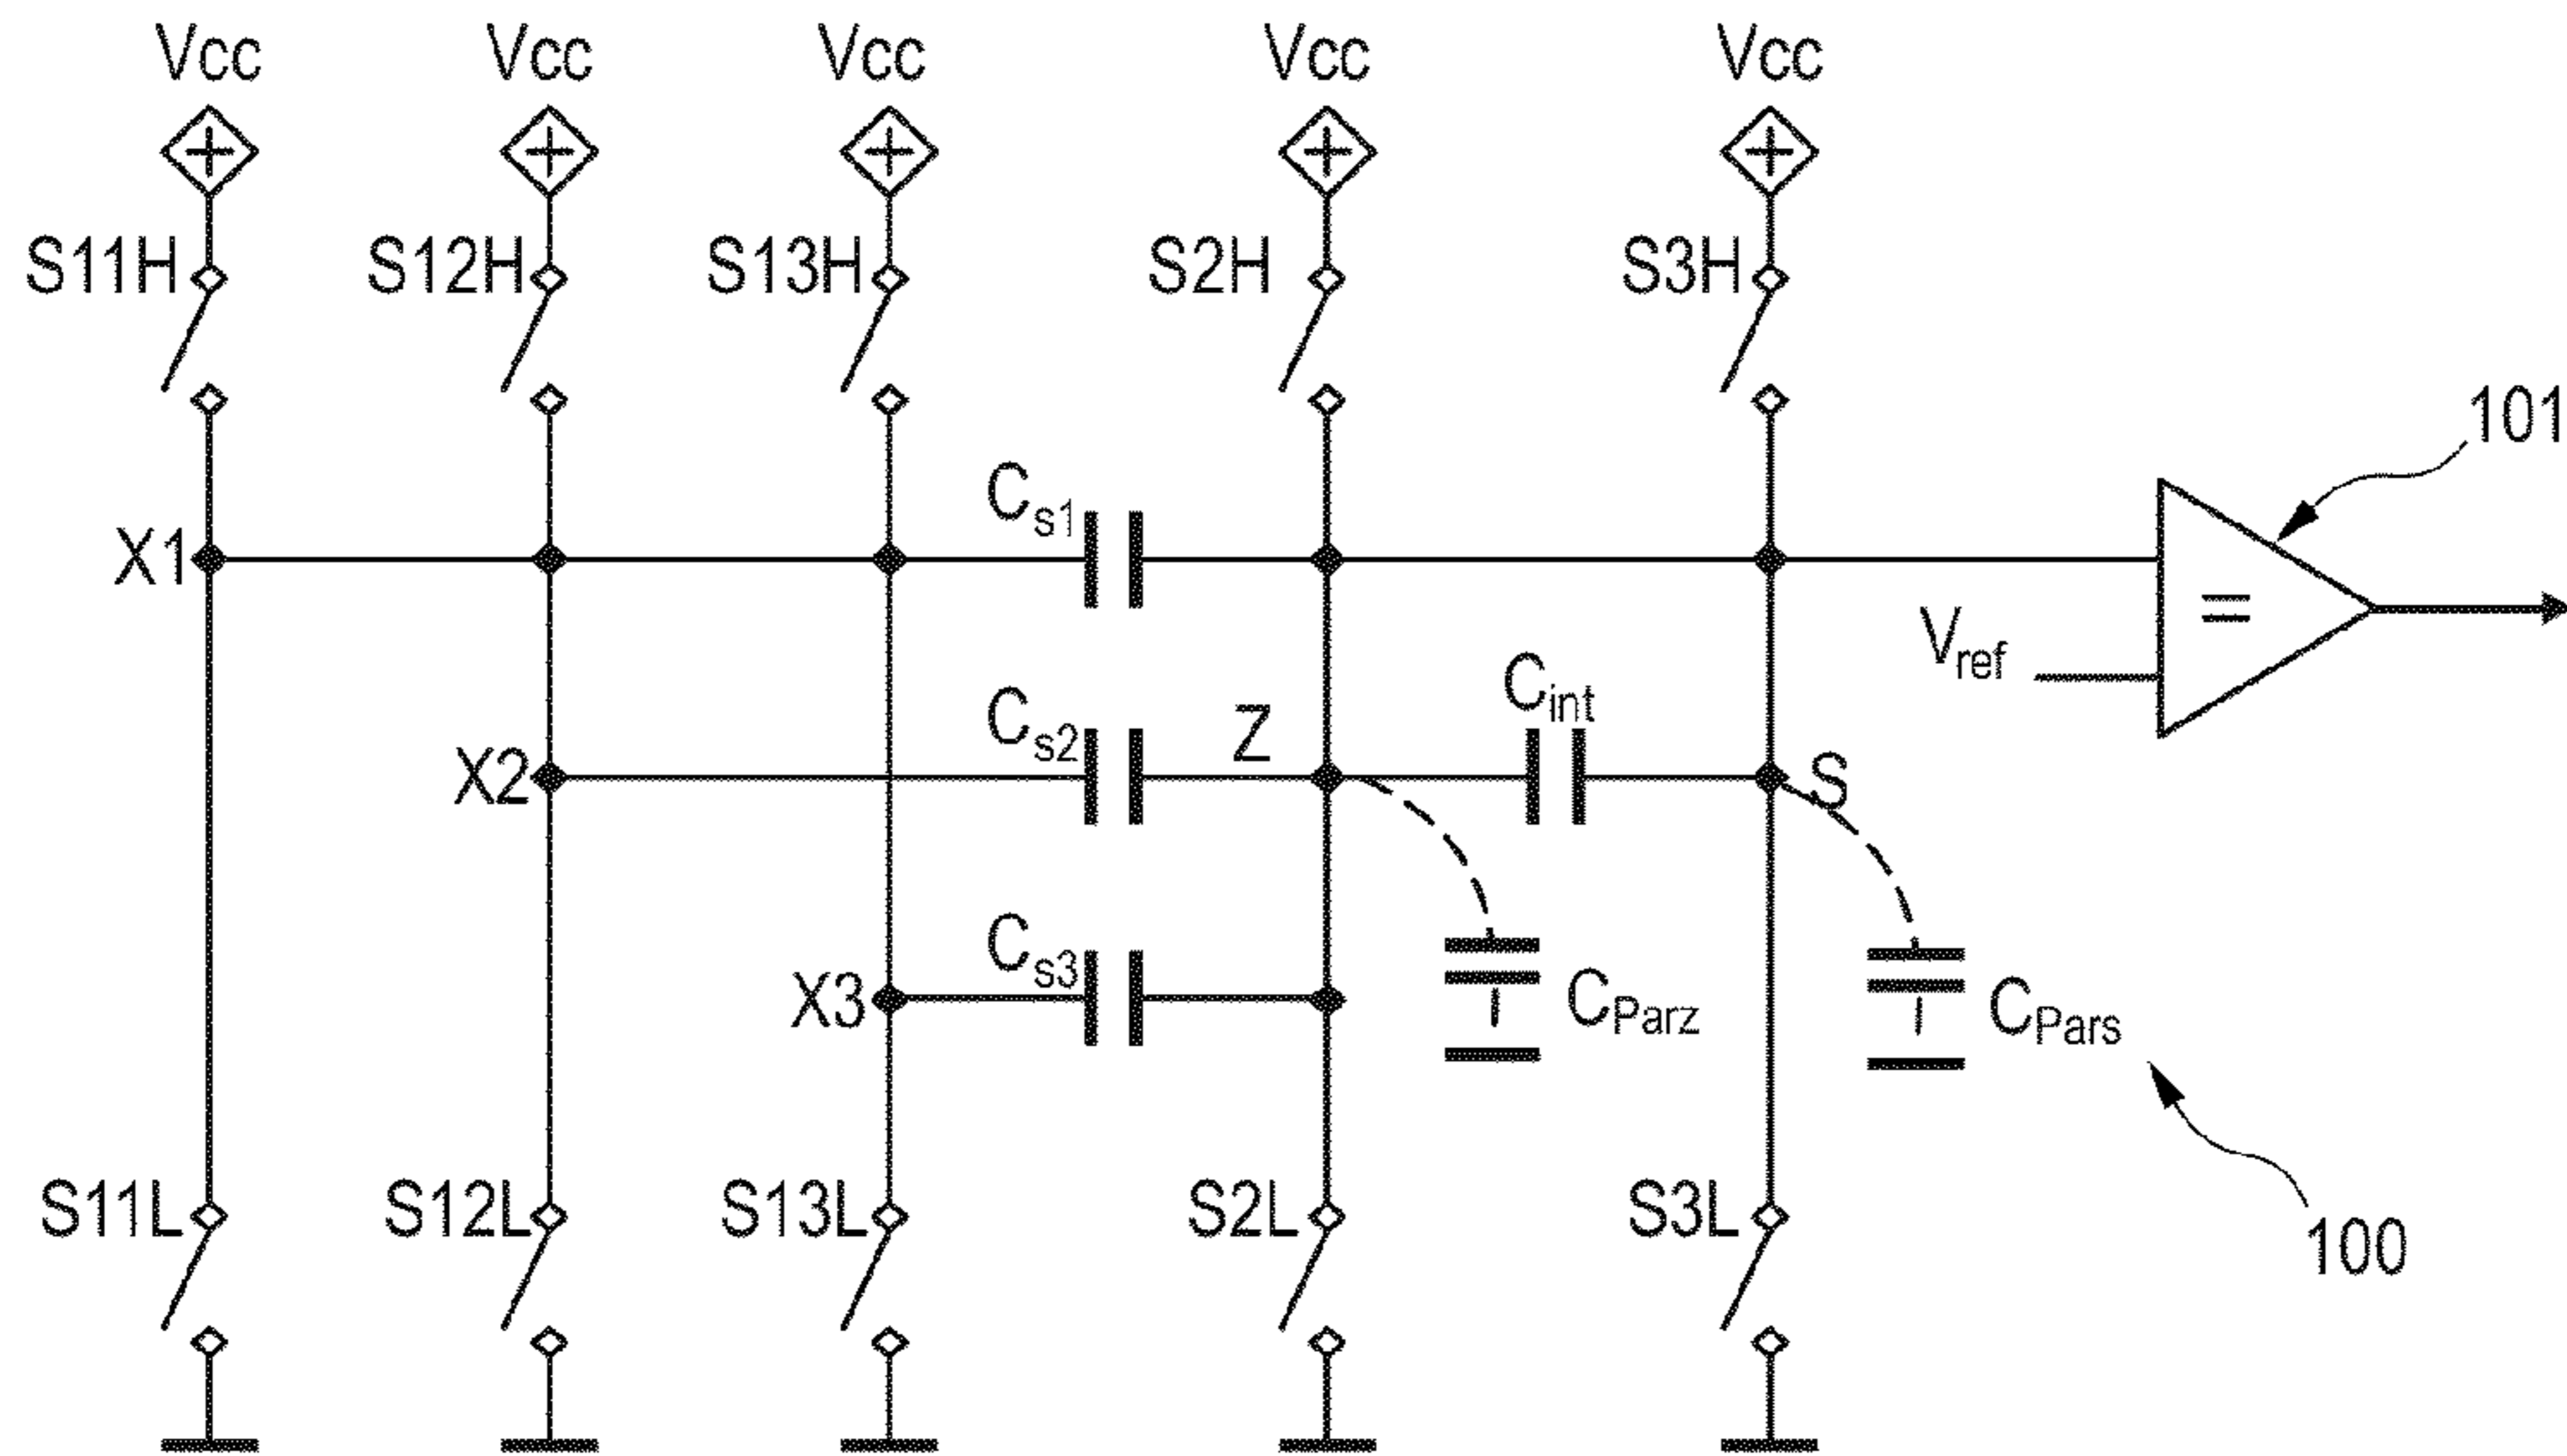 Vcc Vcc Vcc Vcc Vcc
S11H S12H S13H S2H S3H
101
Cs1
X1
=
Vref
Cint
Cs2 Z
X2 S
Cs3
X3 CParz CPars
S11L S12L S13L S2L S3L
100